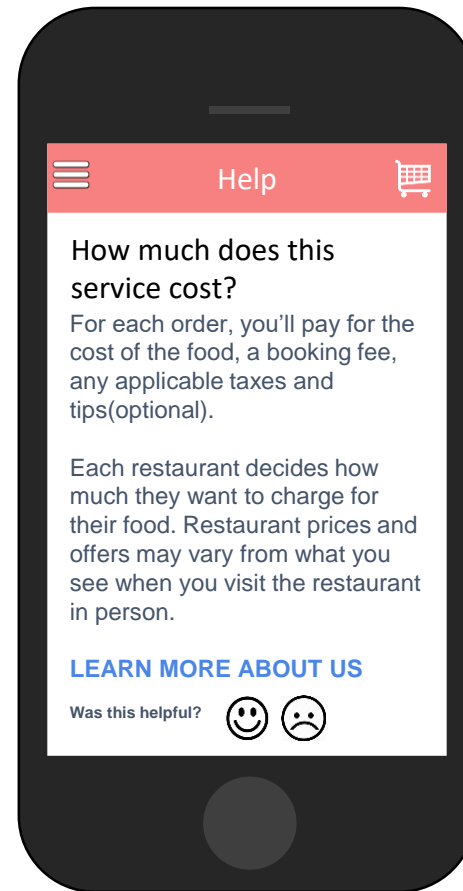 Help
How much does this
service cost?
For each order, you’ll pay for the
cost of the food, a booking fee,
any applicable taxes and
tips(optional).
Each restaurant decides how
much they want to charge for
their food. Restaurant prices and
offers may vary from what you
see when you visit the restaurant
in person.
LEARN MORE ABOUT US
Was this helpful?